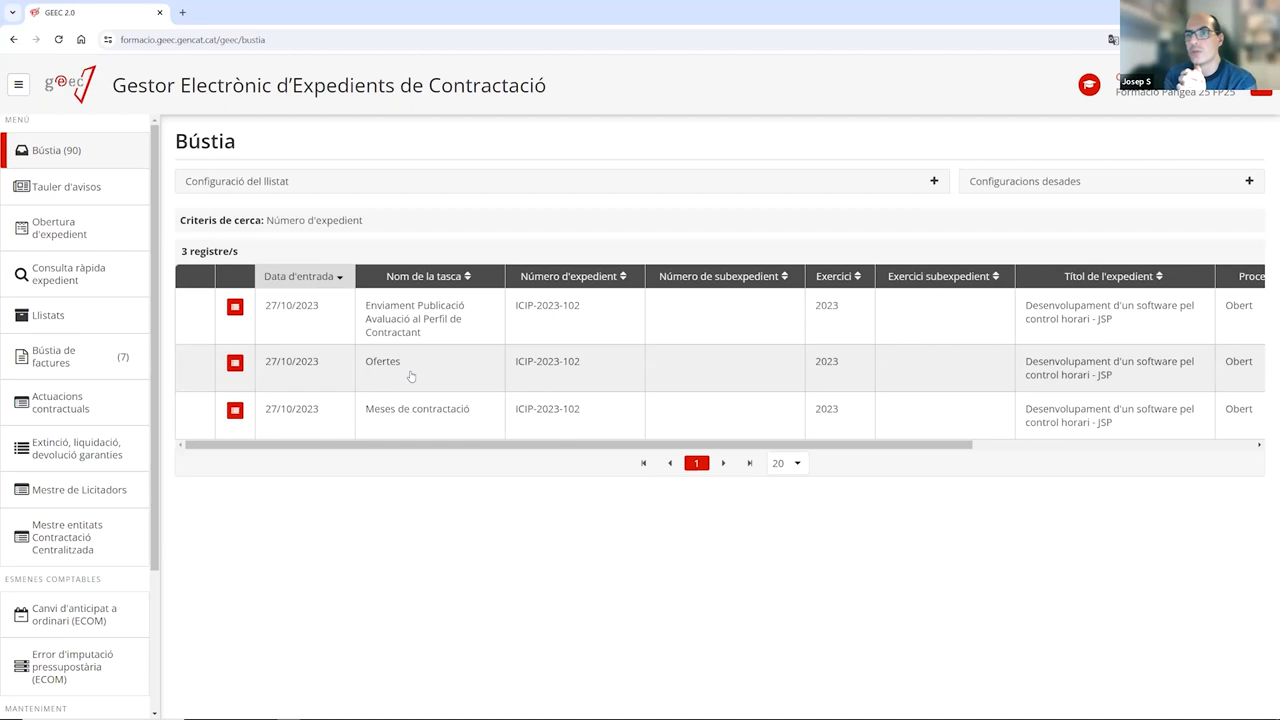 GEEC 2.0
formacio.geec.gencat.cat/geec/bustia
geec
Gestor Electrònic d'Expedients de Contractació
Josep S
Formació Pangea 25 FP25
MENÚ
Bústia (90)
Tauler d'avisos
Obertura
d'expedient
Consulta ràpida
expedient
Llistats
Bústia de
factures
(7)
Actuacions
contractuals
Extinció, liquidació,
devolució garanties
Mestre de Licitadors
Mestre entitats
Contractació
Centralitzada
ESMENES COMPTABLES
Canvi d'anticipat a
ordinari (ECOM)
Error d'imputació
pressupostària
(ECOM)
MANTENIMENT
Bústia
Configuració del llistat
Configuracions desades
Criteris de cerca: Número d'expedient
3 registre/s
Data d'entrada Nom de la tasca Número d'expedient Número de subexpedient Exercici Exercici subexpedient Títol de l'expedient Proce
27/10/2023 Enviament Publicació ICIP-2023-102 2023 Desenvolupament d'un software pel Obert
Avaluació al Perfil de control horari - JSP
Contractant
27/10/2023 Ofertes ICIP-2023-102 2023 Desenvolupament d'un software pel Obert
control horari - JSP
27/10/2023 Meses de contractació ICIP-2023-102 2023 Desenvolupament d'un software pel Obert
control horari - JSP
1
20